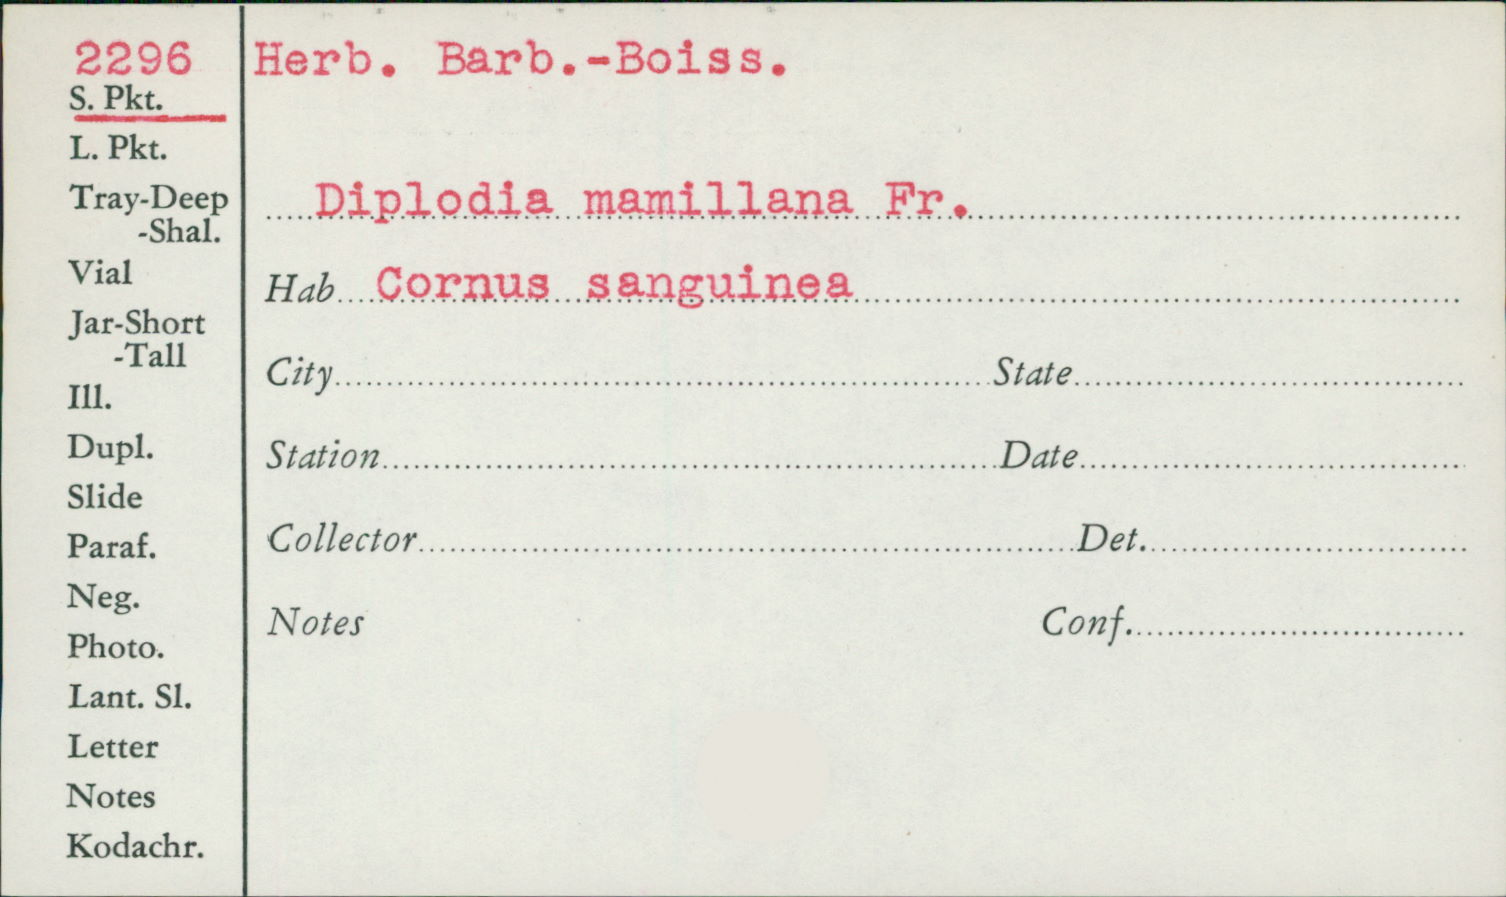 2296 Herb. Barb.-Boiss.
S. Pkt.
L. Pkt.
Tray-Deep
-Shal.
Diplodia mamillana Fr.
Vial
Hab Cornus sanguinea
Jar-Short
-Tall
City State
Ill.
Dupl.
Station Date
Slide
Paraf.
Collector Det.
Neg.
Notes Conf.
Photo.
Lant. Sl.
Letter
Notes
Kodachr.